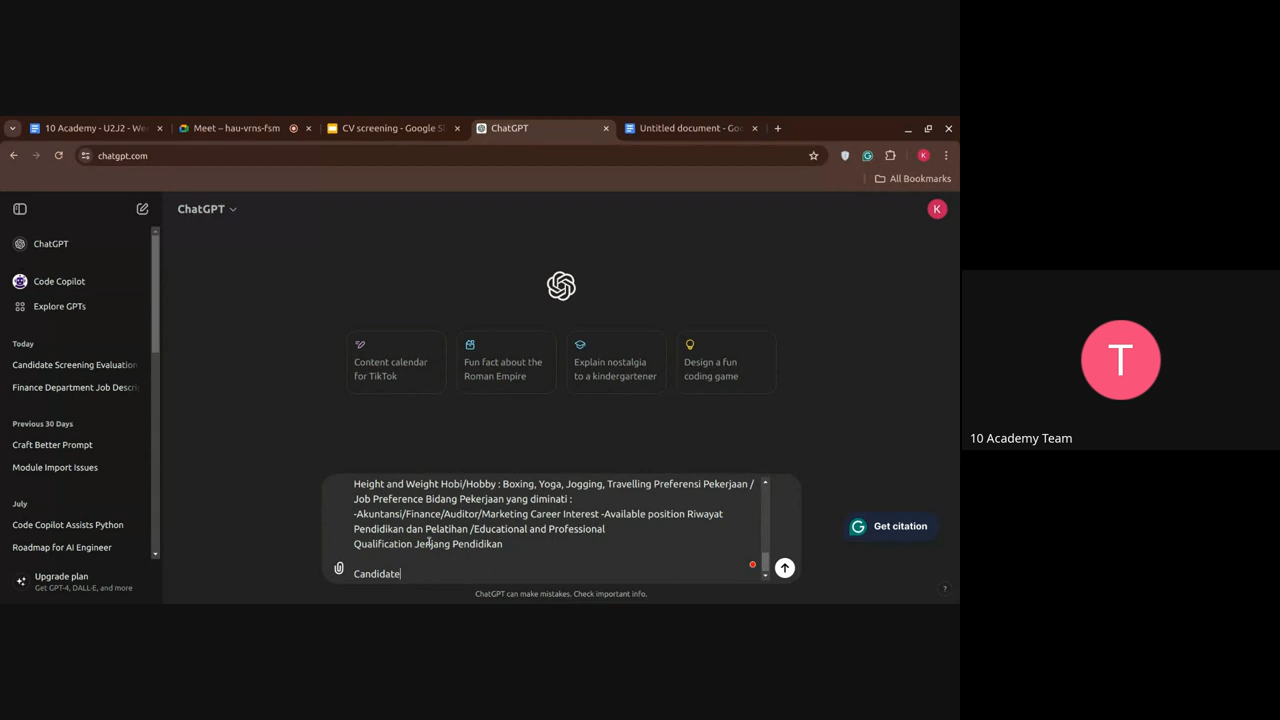 10 Academy - U2J2 - We
Meet – hau-vrns-fsm
CV screening - Google Sl
ChatGPT
Untitled document - Go
chatgpt.com
K
All Bookmarks
ChatGPT
K
ChatGPT
Code Copilot
Explore GPTs
Today
Candidate Screening Evaluation
Finance Department Job Descri
Previous 30 Days
Craft Better Prompt
Module Import Issues
July
Code Copilot Assists Python
Roadmap for AI Engineer
Upgrade plan
Get GPT-4, DALL·E, and more
Content calendar
for TikTok
Fun fact about the
Roman Empire
Explain nostalgia
to a kindergartener
Design a fun
coding game
Height and Weight Hobi/Hobby : Boxing, Yoga, Jogging, Travelling Preferensi Pekerjaan /
Job Preference Bidang Pekerjaan yang diminati :
-Akuntansi/Finance/Auditor/Marketing Career Interest -Available position Riwayat
Pendidikan dan Pelatihan /Educational and Professional
Qualification Jenjang Pendidikan
Candidate
Get citation
ChatGPT can make mistakes. Check important info.
?
T
10 Academy Team